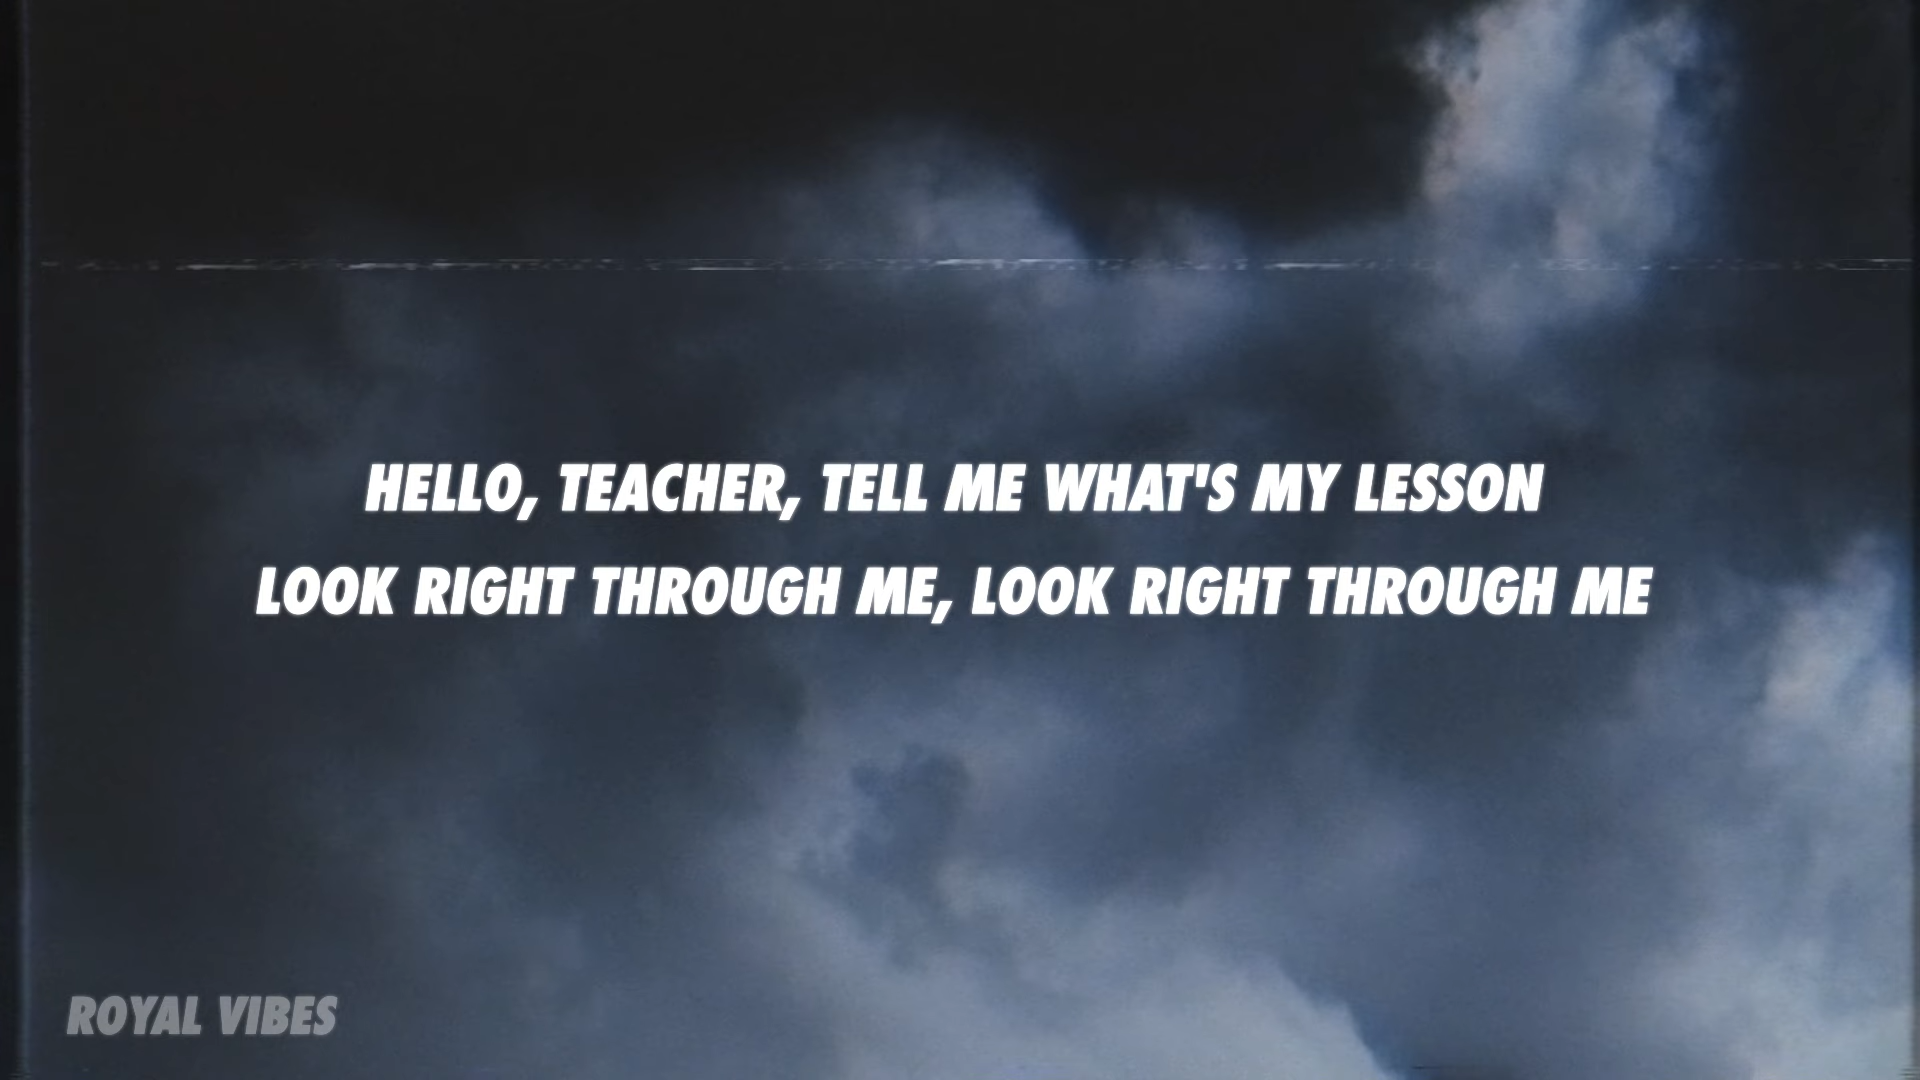 HELLO, TEACHER, TELL ME WHAT'S MY LESSON
LOOK RIGHT THROUGH ME, LOOK RIGHT THROUGH ME
ROYAL VIBES